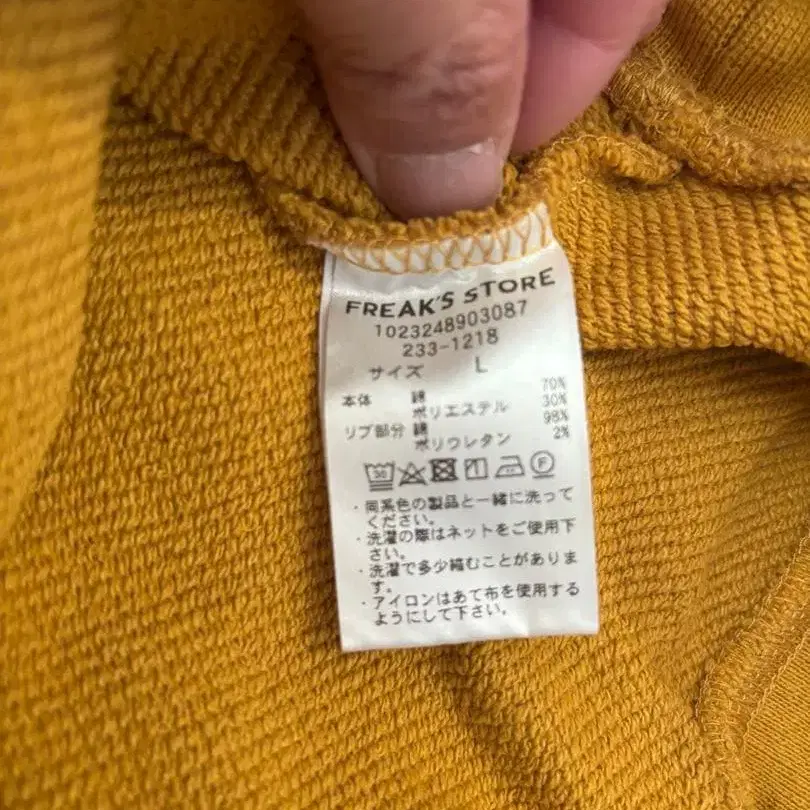 FREAK'S STORE
1023248903087
233-1218
サイズ L
本体 綿 70%
ポリエステル 30%
リブ部分 綿 98%
ポリウレタン 2%
30
F
・同系色の製品と一緒に洗って
ください。
・洗濯の際はネットをご使用下
さい。
・洗濯で多少縮むことがありま
す。
・アイロンはあて布を使用する
ようにして下さい。